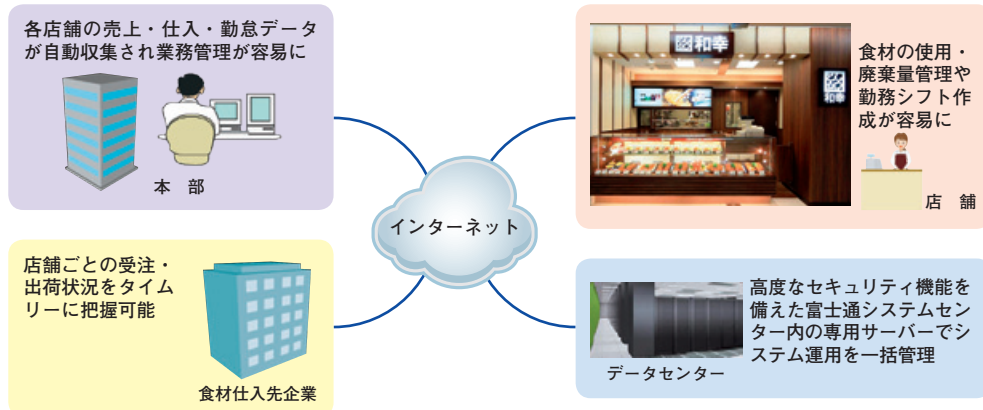 各店舗の売上・仕入・勤怠データ
が自動収集され業務管理が容易に
本 部
和幸
和幸
食材の使用・
廃棄量管理や
勤務シフト作
成が容易に
店 舗
インターネット
店舗ごとの受注・
出荷状況をタイム
リーに把握可能
食材仕入先企業
高度なセキュリティ機能を
備えた富士通システムセン
ター内の専用サーバーでシ
ステム運用を一括管理
データセンター